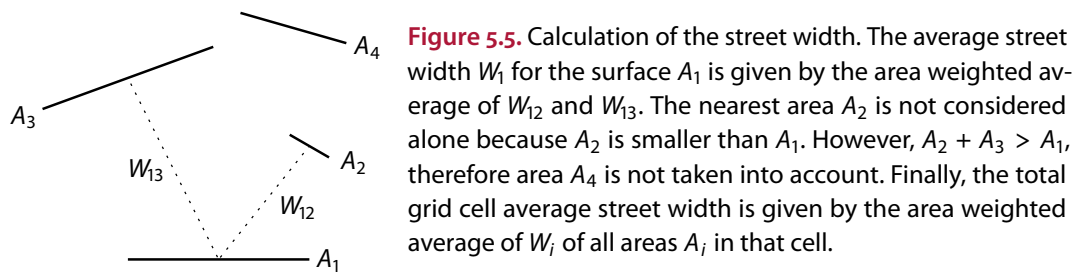 A₄
A₃
A₂
W₁₃
W₁₂
A₁
Figure 5.5. Calculation of the street width. The average street
width W₁ for the surface A₁ is given by the area weighted av-
erage of W₁₂ and W₁₃. The nearest area A₂ is not considered
alone because A₂ is smaller than A₁. However, A₂ + A₃ > A₁,
therefore area A₄ is not taken into account. Finally, the total
grid cell average street width is given by the area weighted
average of Wᵢ of all areas Aᵢ in that cell.